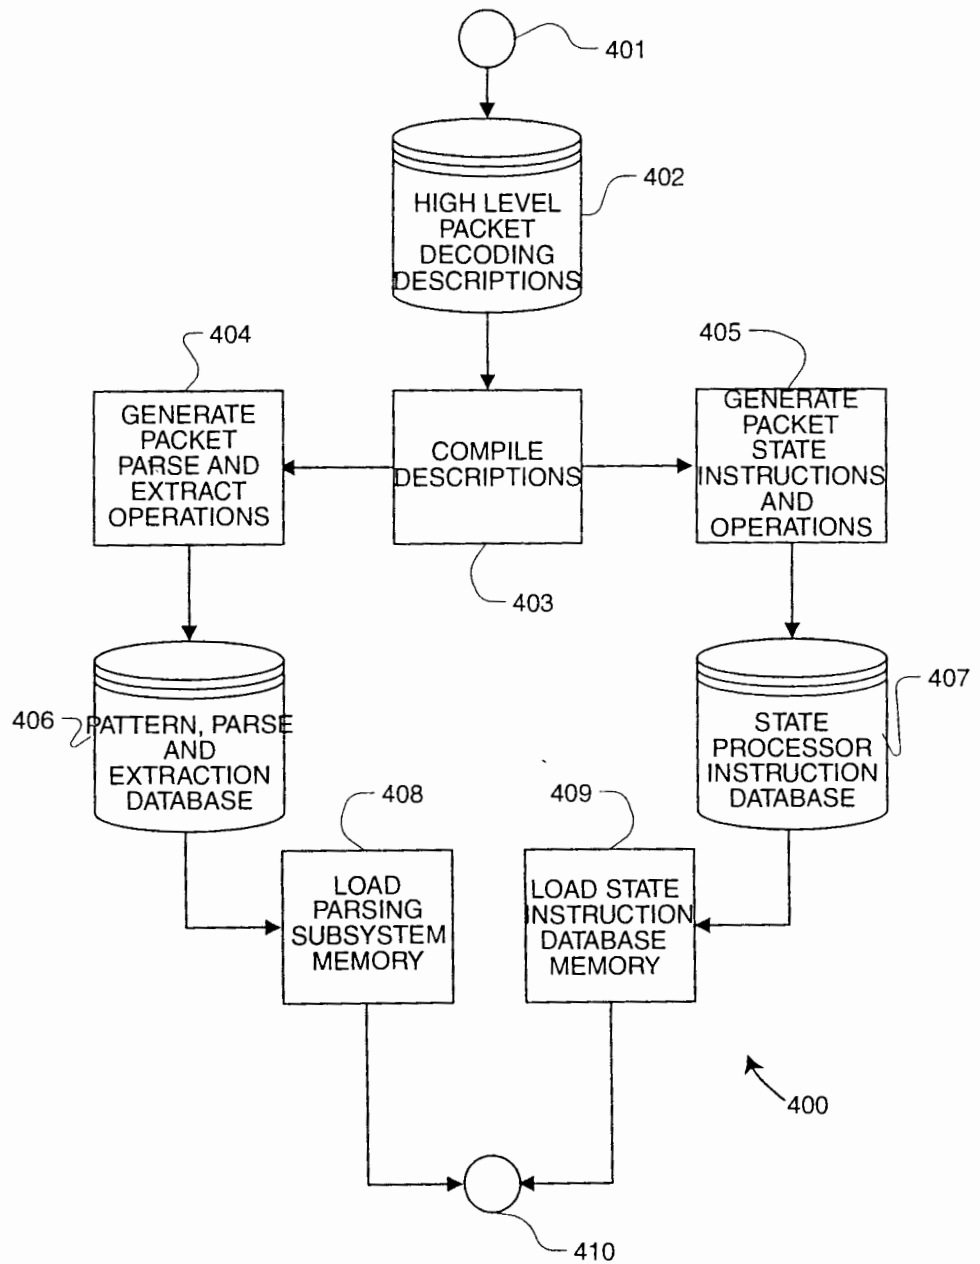 401
402
HIGH LEVEL
PACKET
DECODING
DESCRIPTIONS
404
405
GENERATE
PACKET
PARSE AND
EXTRACT
OPERATIONS
COMPILE
DESCRIPTIONS
GENERATE
PACKET
STATE
INSTRUCTIONS
AND
OPERATIONS
403
406
PATTERN, PARSE
AND
EXTRACTION
DATABASE
407
STATE
PROCESSOR
INSTRUCTION
DATABASE
408
409
LOAD
PARSING
SUBSYSTEM
MEMORY
LOAD STATE
INSTRUCTION
DATABASE
MEMORY
400
410